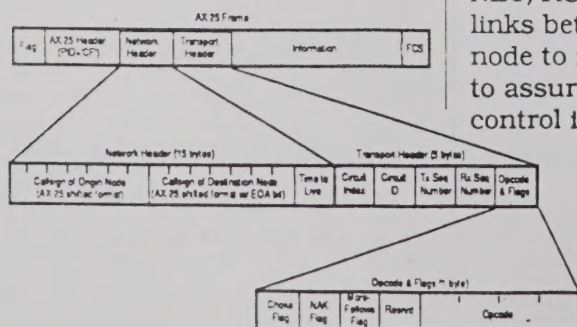 AX.25 Frame
Flag
AX.25 Header
(PID='CF')
Network
Header
Transport
Header
Information
FCS
links bet
node to
to assur
control i
Network Header (15 bytes)
Transport Header (5 bytes)
Callsign of Origin Node
(AX.25 shifted format)
Callsign of Destination Node
(AX.25 shifted format w/ EOA bit)
Time to
Live
Circuit
Index
Circuit
ID
Tx Seq
Number
Rx Seq
Number
Opcode
& Flags
Opcode & Flags (1 byte)
Choke
Flag
NAK
Flag
More-
Follows
Flag
Opcode